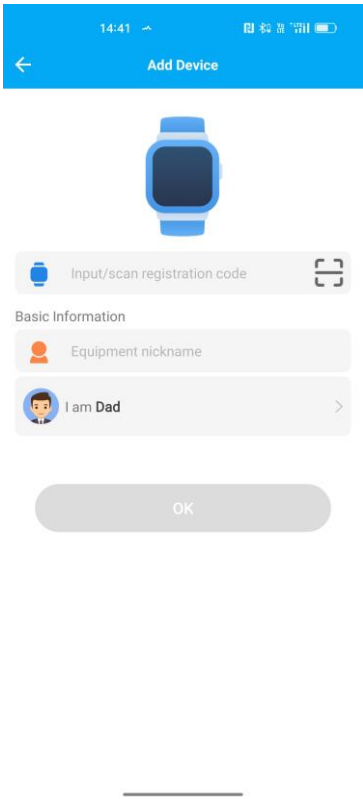 14:41
Add Device
Input/scan registration code
Basic Information
Equipment nickname
I am Dad
OK